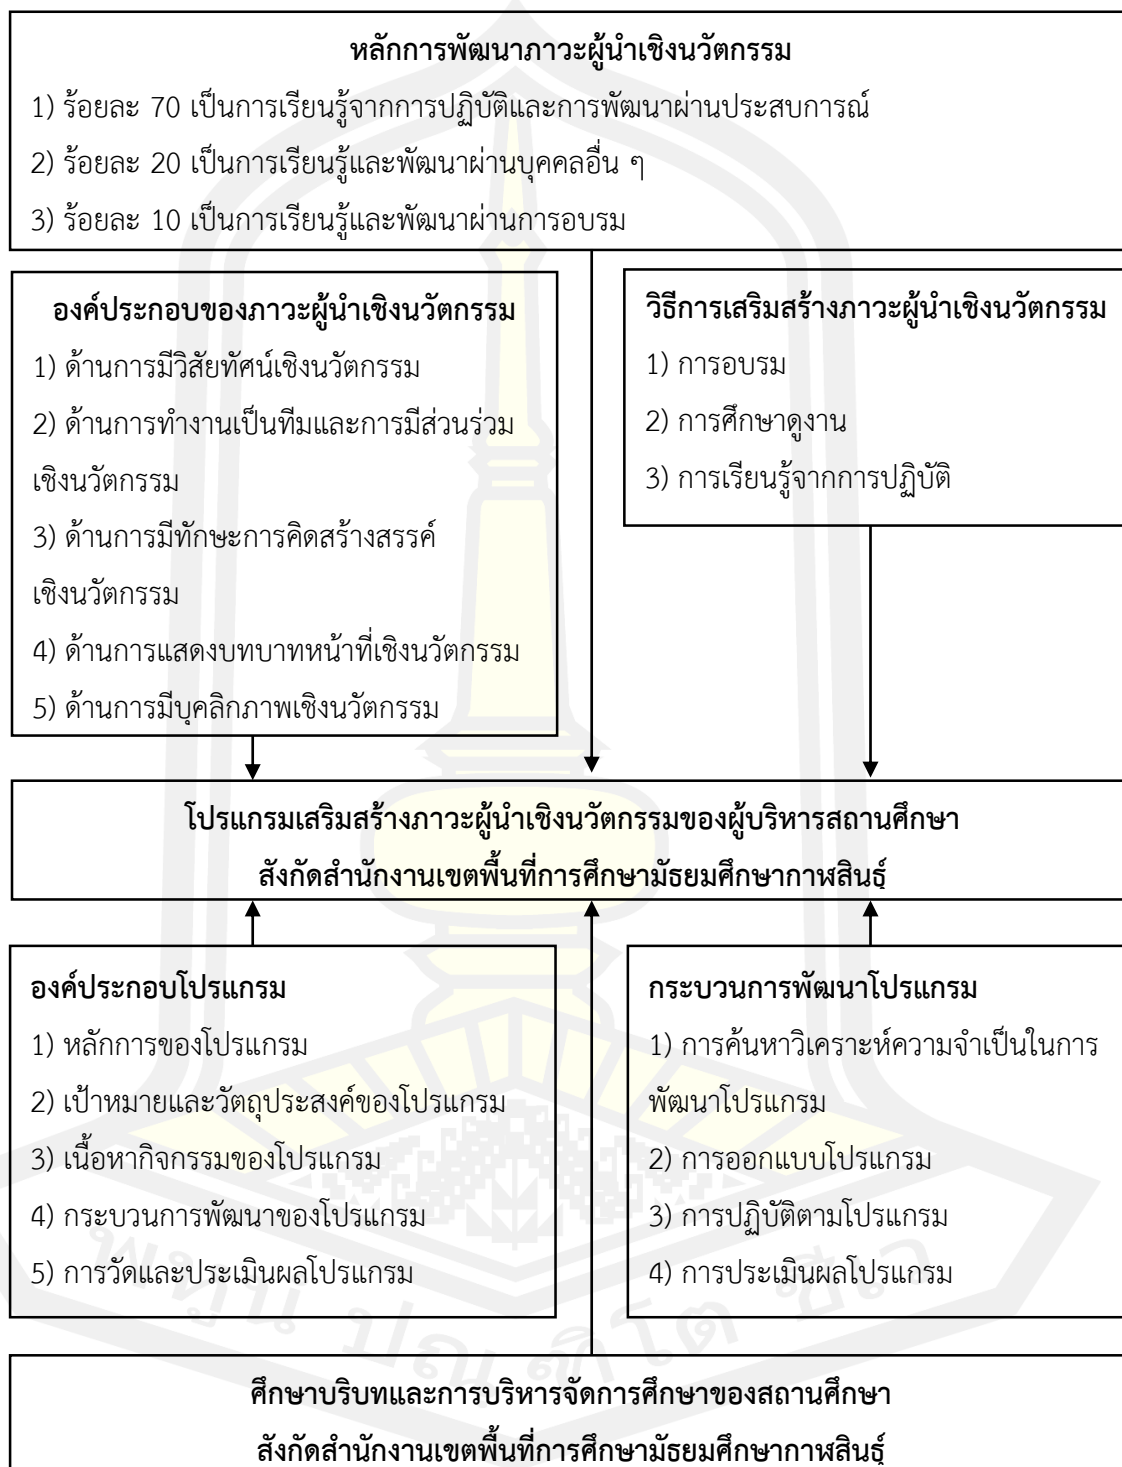 หลักการพัฒนาภาวะผู้นำเชิงนวัตกรรม
1) ร้อยละ 70 เป็นการเรียนรู้จากการปฏิบัติและการพัฒนาผ่านประสบการณ์
2) ร้อยละ 20 เป็นการเรียนรู้และพัฒนาผ่านบุคคลอื่น ๆ
3) ร้อยละ 10 เป็นการเรียนรู้และพัฒนาผ่านการอบรม
องค์ประกอบของภาวะผู้นำเชิงนวัตกรรม
1) ด้านการมีวิสัยทัศน์เชิงนวัตกรรม
2) ด้านการทำงานเป็นทีมและการมีส่วนร่วม
เชิงนวัตกรรม
3) ด้านการมีทักษะการคิดสร้างสรรค์
เชิงนวัตกรรม
4) ด้านการแสดงบทบาทหน้าที่เชิงนวัตกรรม
5) ด้านการมีบุคลิกภาพเชิงนวัตกรรม
วิธีการเสริมสร้างภาวะผู้นำเชิงนวัตกรรม
1) การอบรม
2) การศึกษาดูงาน
3) การเรียนรู้จากการปฏิบัติ
โปรแกรมเสริมสร้างภาวะผู้นำเชิงนวัตกรรมของผู้บริหารสถานศึกษา
สังกัดสำนักงานเขตพื้นที่การศึกษามัธยมศึกษากาฬสินธุ์
องค์ประกอบโปรแกรม
1) หลักการของโปรแกรม
2) เป้าหมายและวัตถุประสงค์ของโปรแกรม
3) เนื้อหากิจกรรมของโปรแกรม
4) กระบวนการพัฒนาของโปรแกรม
5) การวัดและประเมินผลโปรแกรม
กระบวนการพัฒนาโปรแกรม
1) การค้นหาวิเคราะห์ความจำเป็นในการ
พัฒนาโปรแกรม
2) การออกแบบโปรแกรม
3) การปฏิบัติตามโปรแกรม
4) การประเมินผลโปรแกรม
พหูน ปณฺฑิโต ชีเว
ศึกษาบริบทและการบริหารจัดการศึกษาของสถานศึกษา
สังกัดสำนักงานเขตพื้นที่การศึกษามัธยมศึกษากาฬสินธุ์